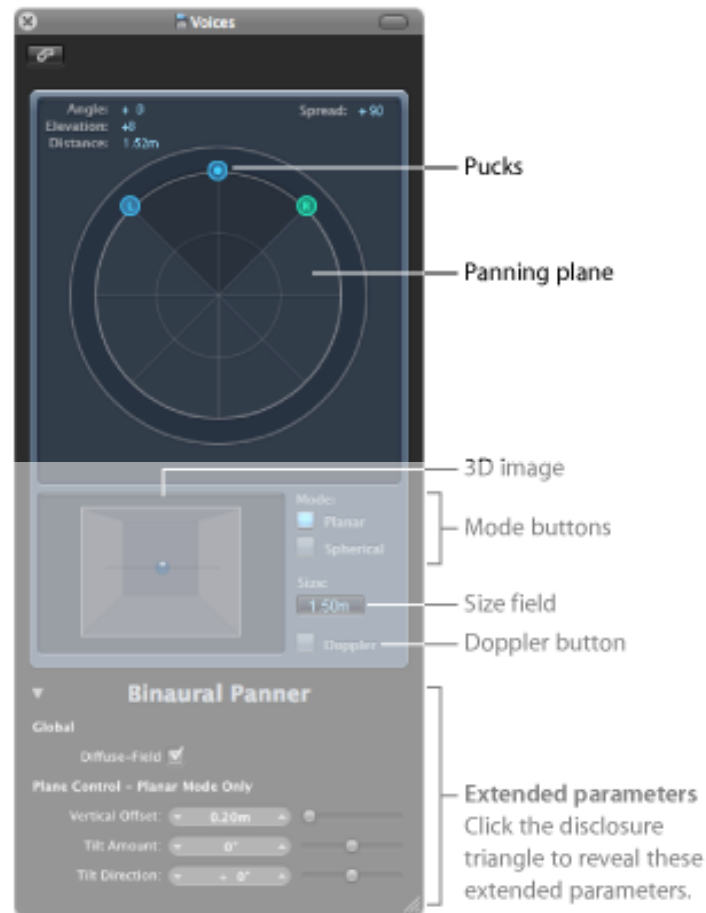 Voices
Angle: + 0
Elevation: +8
Distance: 1.52m
Spread: +90
L
R
Pucks
Panning plane
3D image
Mode:
Planar
Spherical
Mode buttons
Size:
1.50m
Size field
Doppler
Doppler button
Binaural Panner
Global
Diffuse-Field
Plane Control - Planar Mode Only
Vertical Offset: 0.20m
Tilt Amount: 0°
Tilt Direction: + 0°
Extended parameters
Click the disclosure
triangle to reveal these
extended parameters.